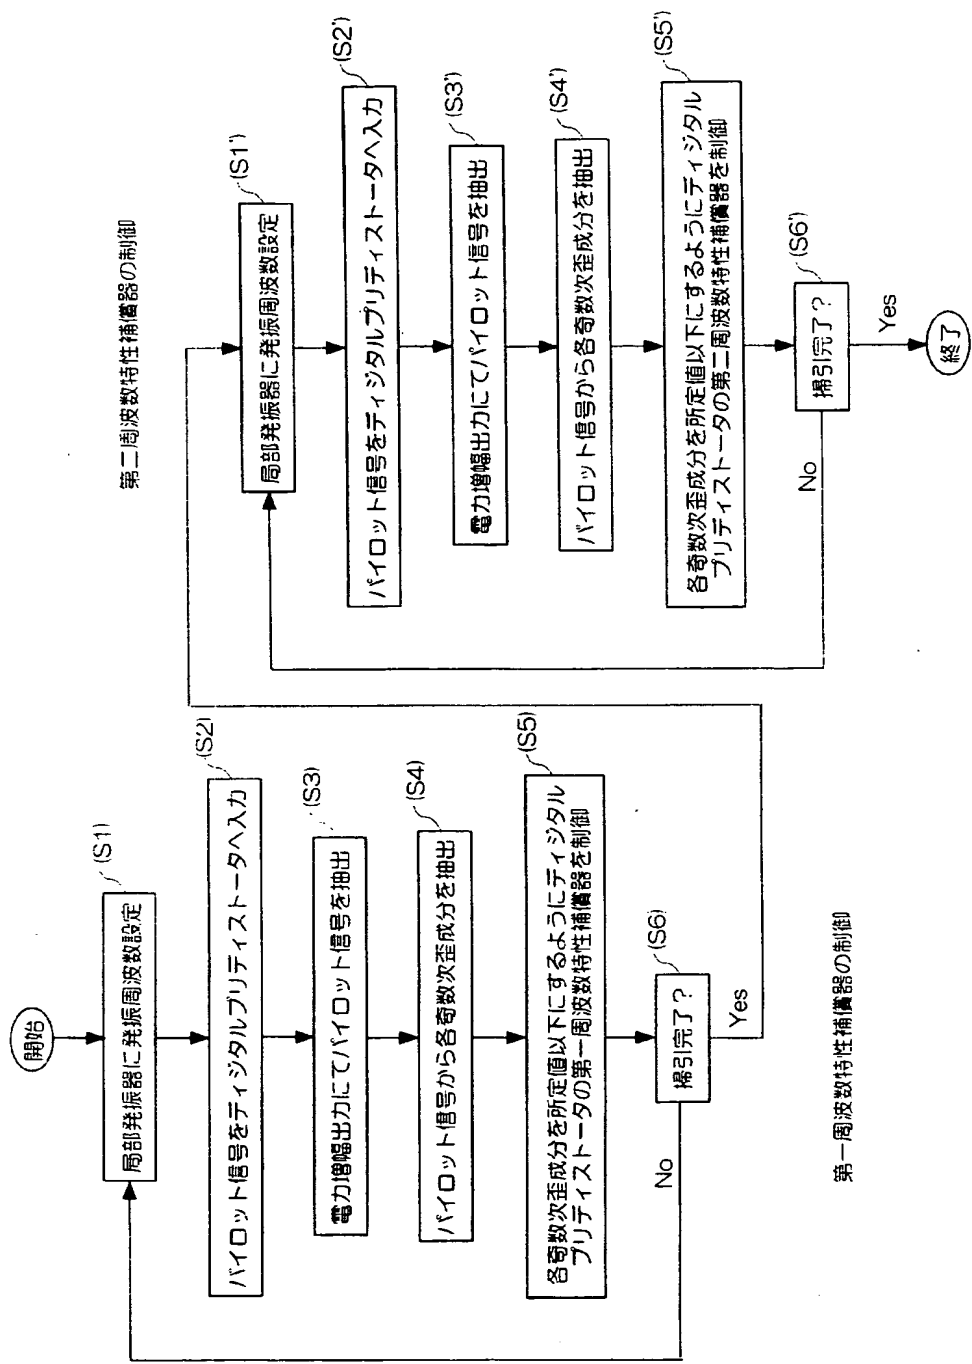 開始
局部発振器に発振周波数設定
(S1)
パイロット信号をディジタルプリディストータへ入力
(S2)
電力増幅出力にてパイロット信号を抽出
(S3)
パイロット信号から各奇数次歪成分を抽出
(S4)
各奇数次歪成分を所定値以下にするようにディジタル
プリディストータの第一周波数特性補償器を制御
(S5)
掃引完了?
(S6)
No
Yes
第一周波数特性補償器の制御
第二周波数特性補償器の制御
局部発振器に発振周波数設定
(S1')
パイロット信号をディジタルプリディストータへ入力
(S2')
電力増幅出力にてパイロット信号を抽出
(S3')
パイロット信号から各奇数次歪成分を抽出
(S4')
各奇数次歪成分を所定値以下にするようにディジタル
プリディストータの第二周波数特性補償器を制御
(S5')
掃引完了?
(S6')
No
Yes
終了